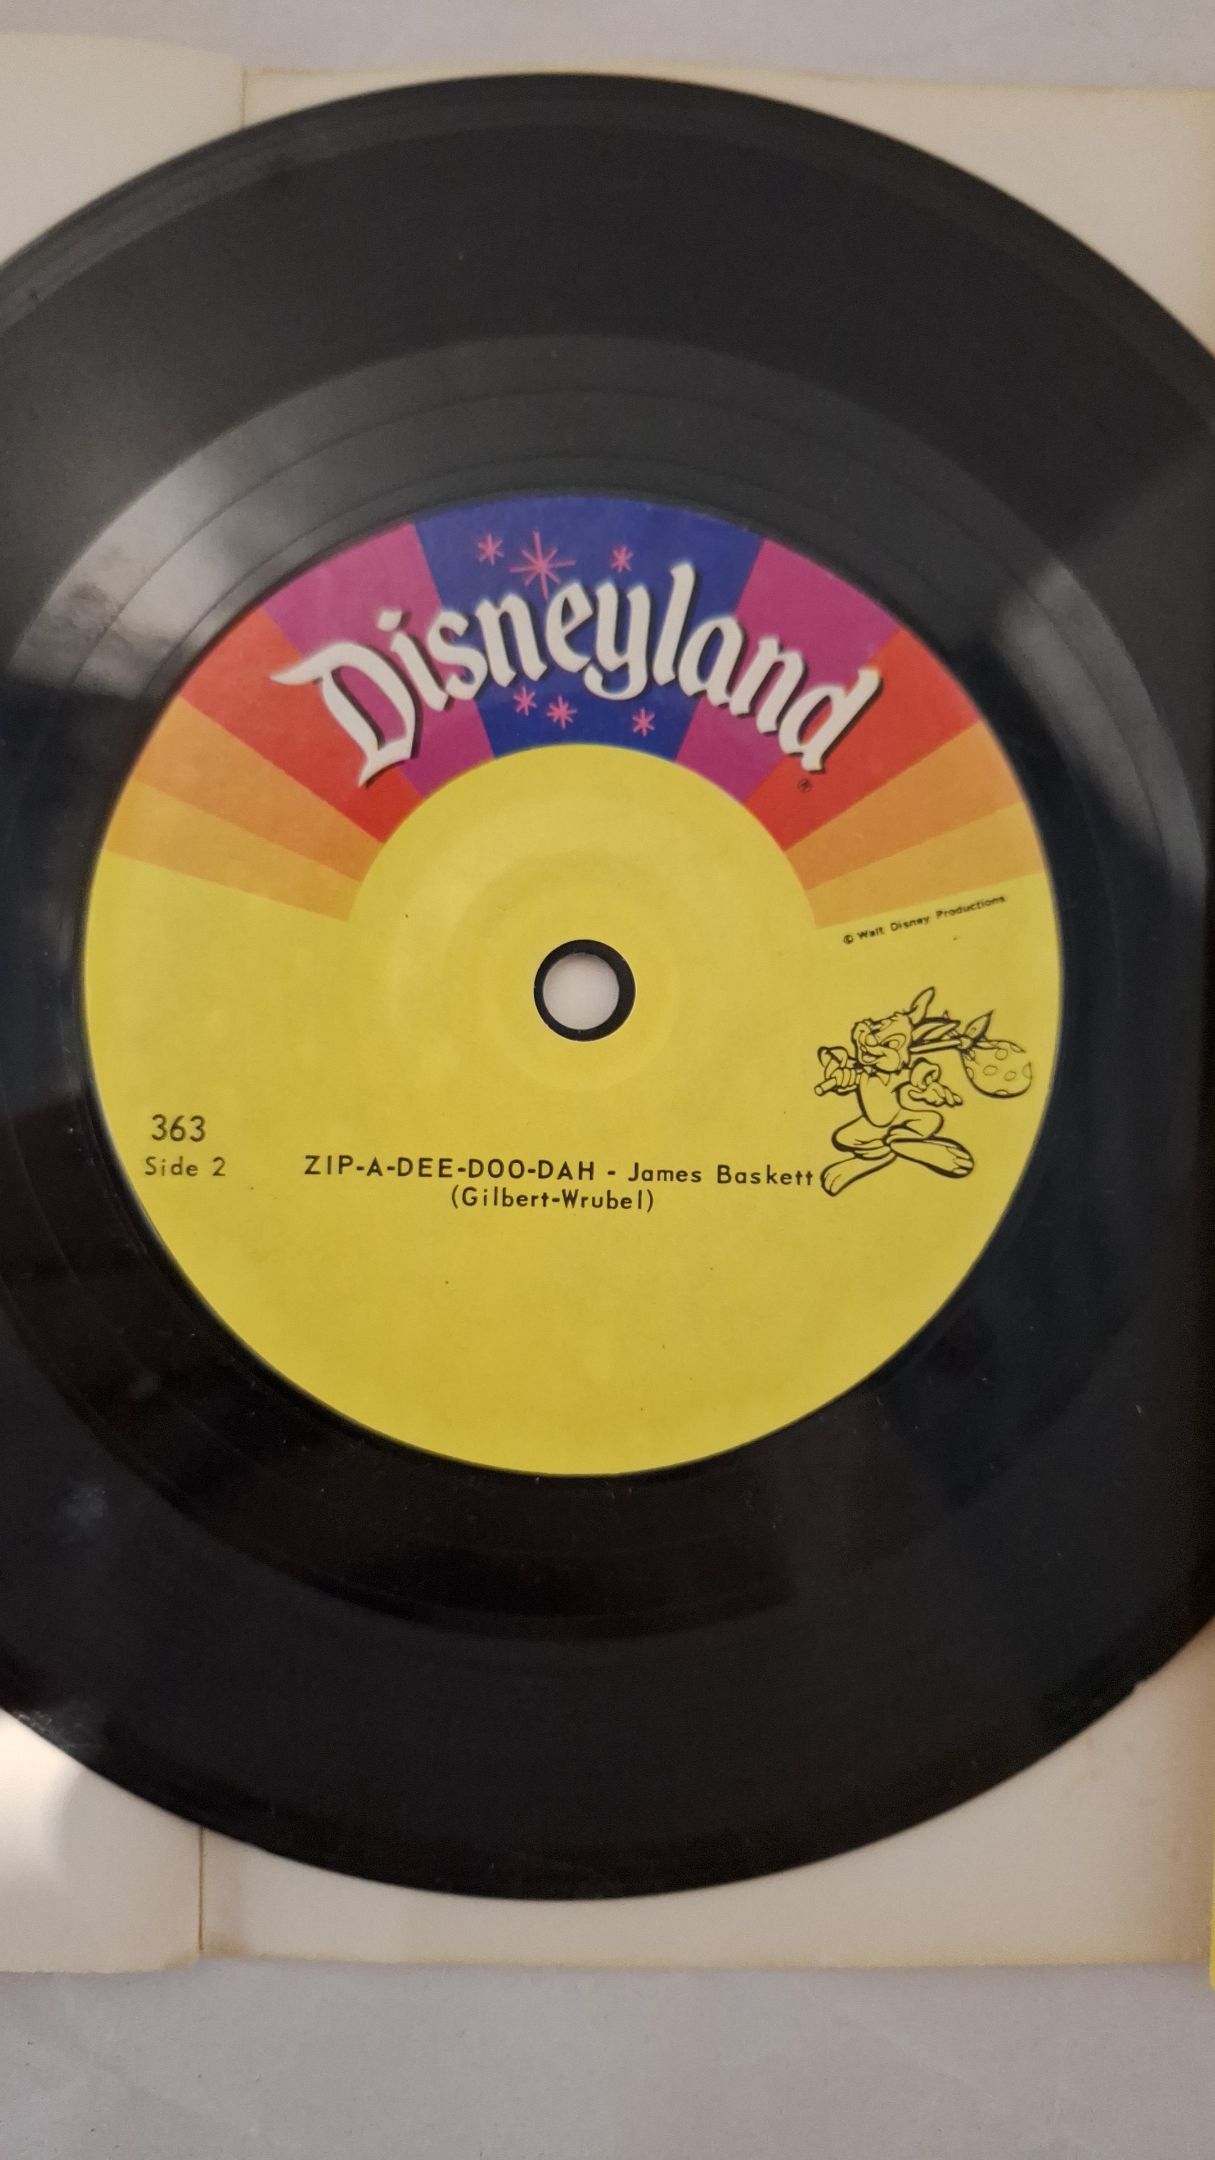 Disneyland®
© Walt Disney Productions
363
Side 2
ZIP-A-DEE-DOO-DAH - James Baskett
(Gilbert-Wrubel)